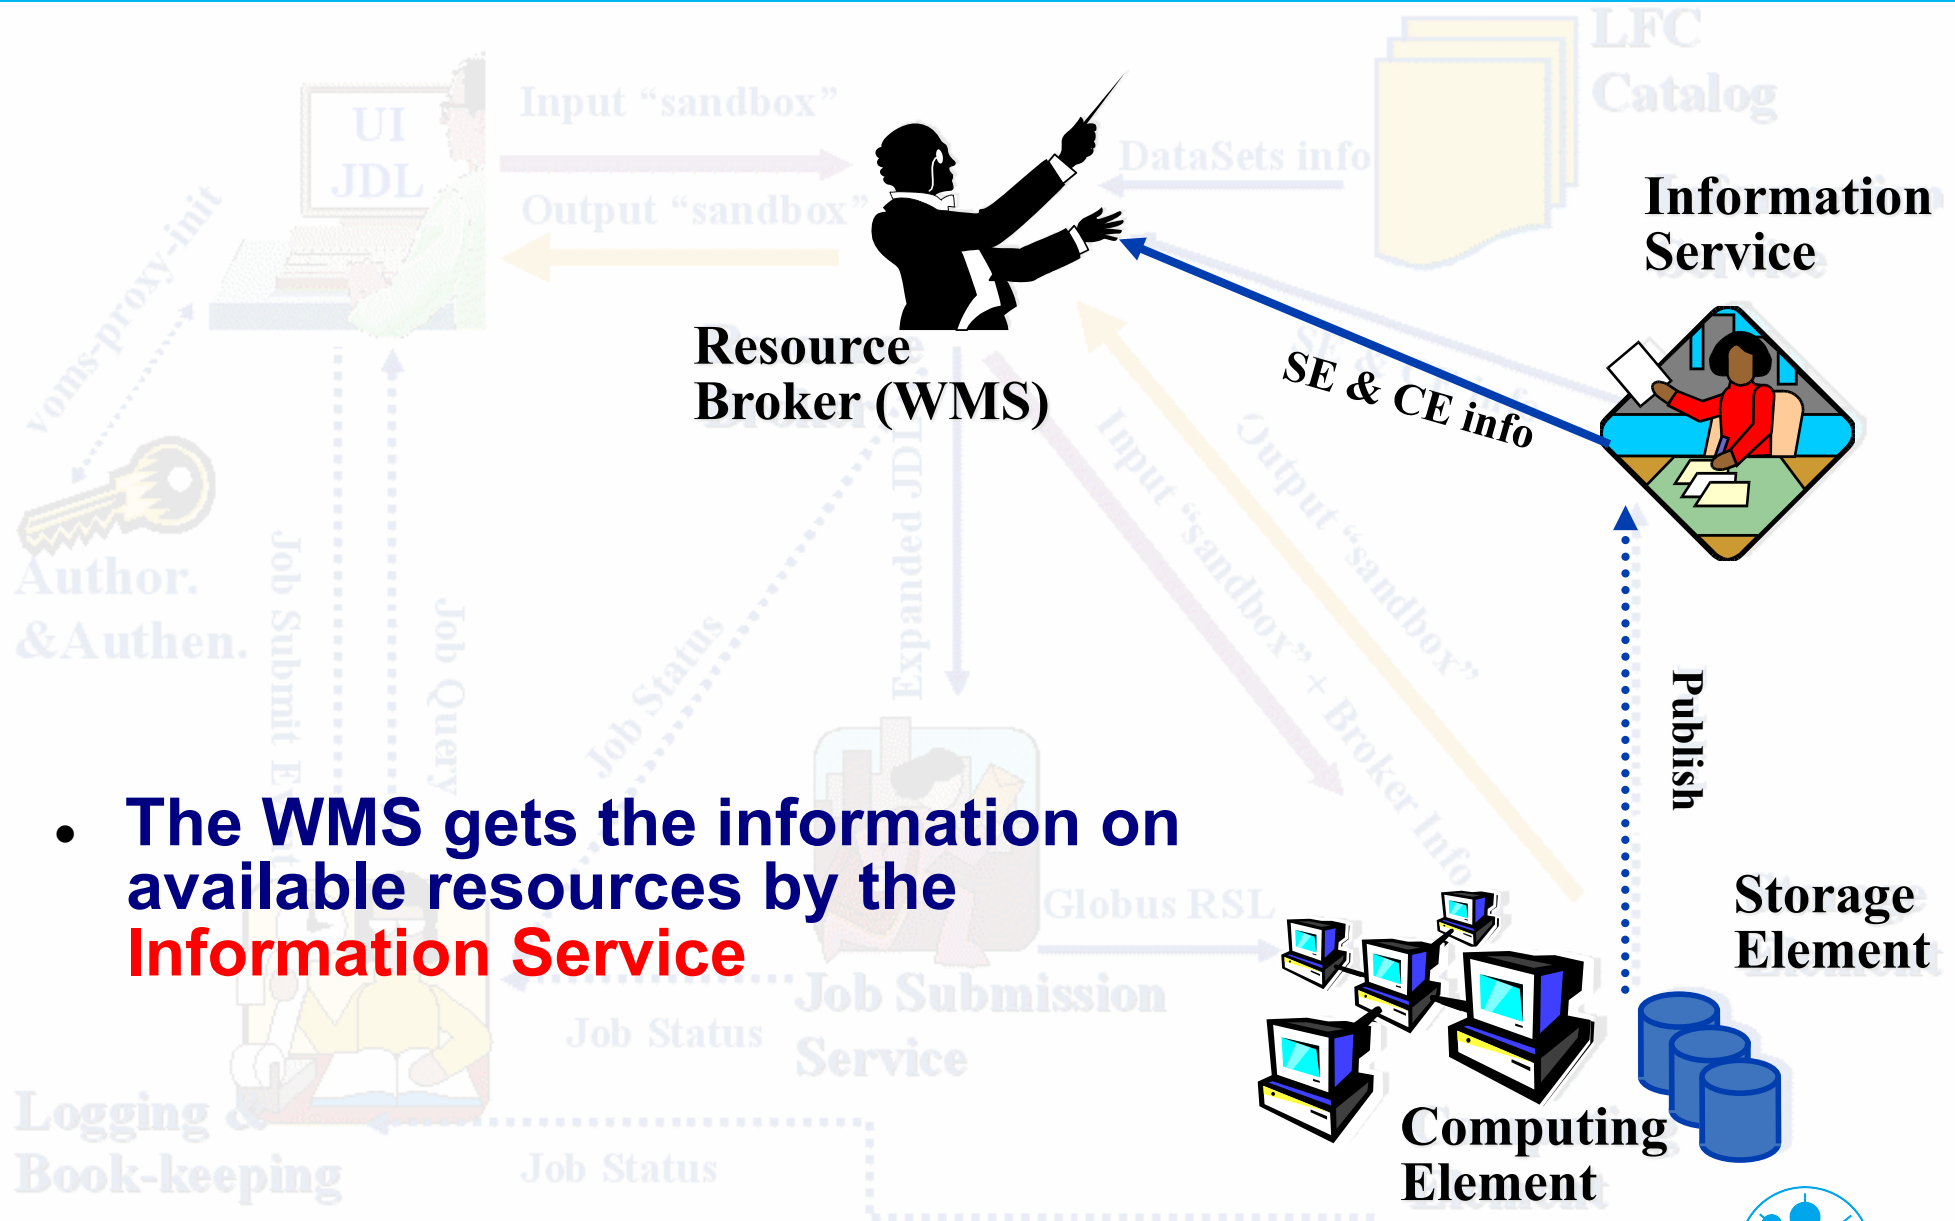 LFC
Catalog
UI
JDL
Input “sandbox”
DataSets info
Output “sandbox”
Information
Service
voms-proxy-init
Resource
Broker (WMS)
SE & CE info
Expanded JDL
Input “sandbox” + Broker Info
Output “sandbox”
Author.
&Authen.
Job Submit Event
Job Query
Job Status
Publish
• The WMS gets the information on
available resources by the
Information Service
Globus RSL
Storage
Element
Job Submission
Service
Job Status
Computing
Element
Logging &
Book-keeping
Job Status